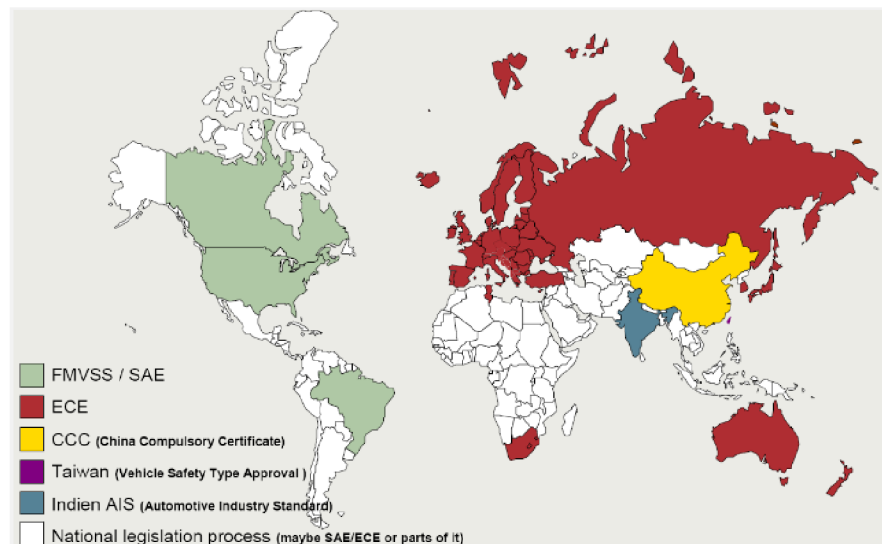 FMVSS / SAE
ECE
CCC (China Compulsory Certificate)
Taiwan (Vehicle Safety Type Approval )
Indien AIS (Automotive Industry Standard)
National legislation process (maybe SAE/ECE or parts of it)